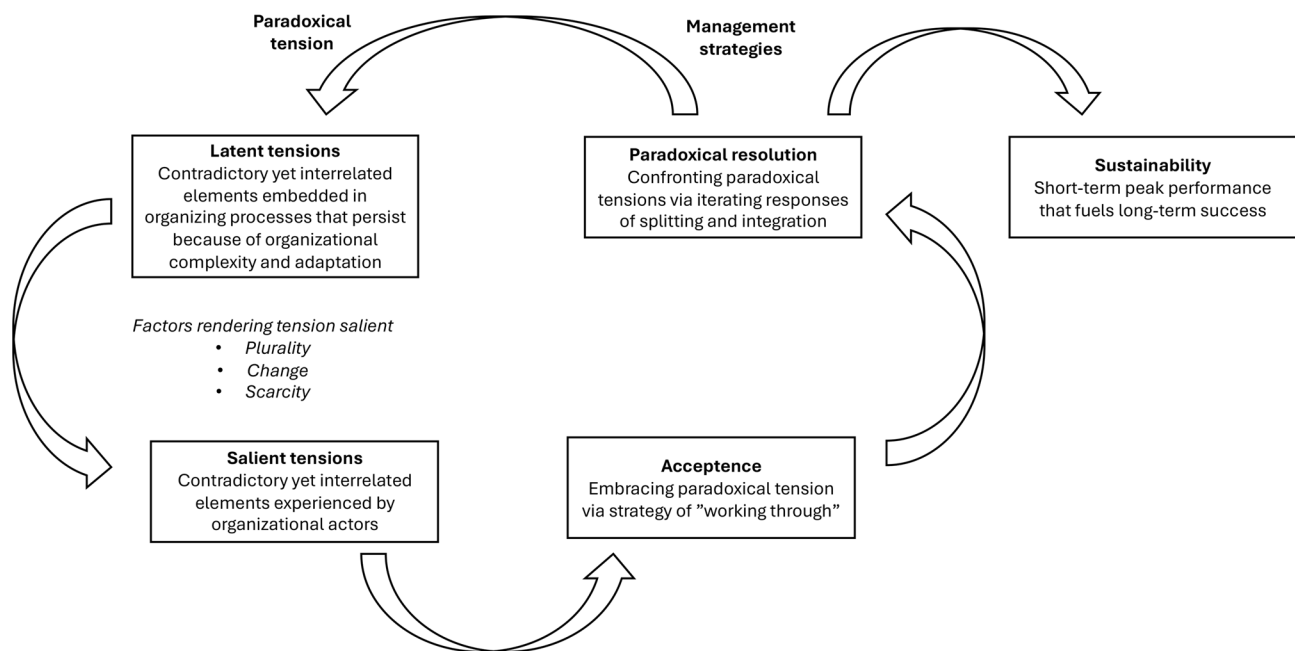 Paradoxical
tension
Management
strategies
Latent tensions
Contradictory yet interrelated
elements embedded in
organizing processes that persist
because of organizational
complexity and adaptation
Paradoxical resolution
Confronting paradoxical
tensions via iterating responses
of splitting and integration
Sustainability
Short-term peak performance
that fuels long-term success
Factors rendering tension salient
• Plurality
• Change
• Scarcity
Salient tensions
Contradictory yet interrelated
elements experienced by
organizational actors
Acceptence
Embracing paradoxical tension
via strategy of ”working through”